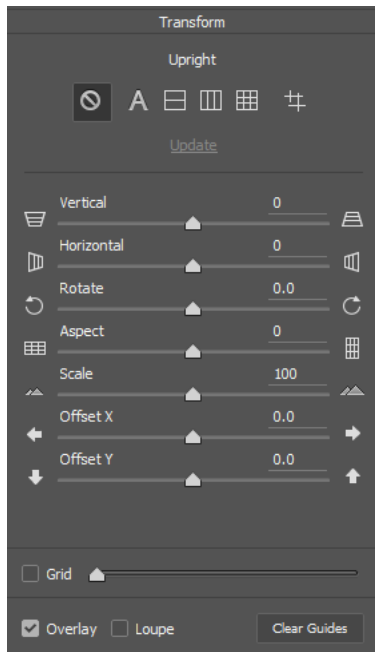 Transform
Upright
A
Update
Vertical 0
Horizontal 0
Rotate 0.0
Aspect 0
Scale 100
Offset X 0.0
Offset Y 0.0
Grid
Overlay Loupe Clear Guides